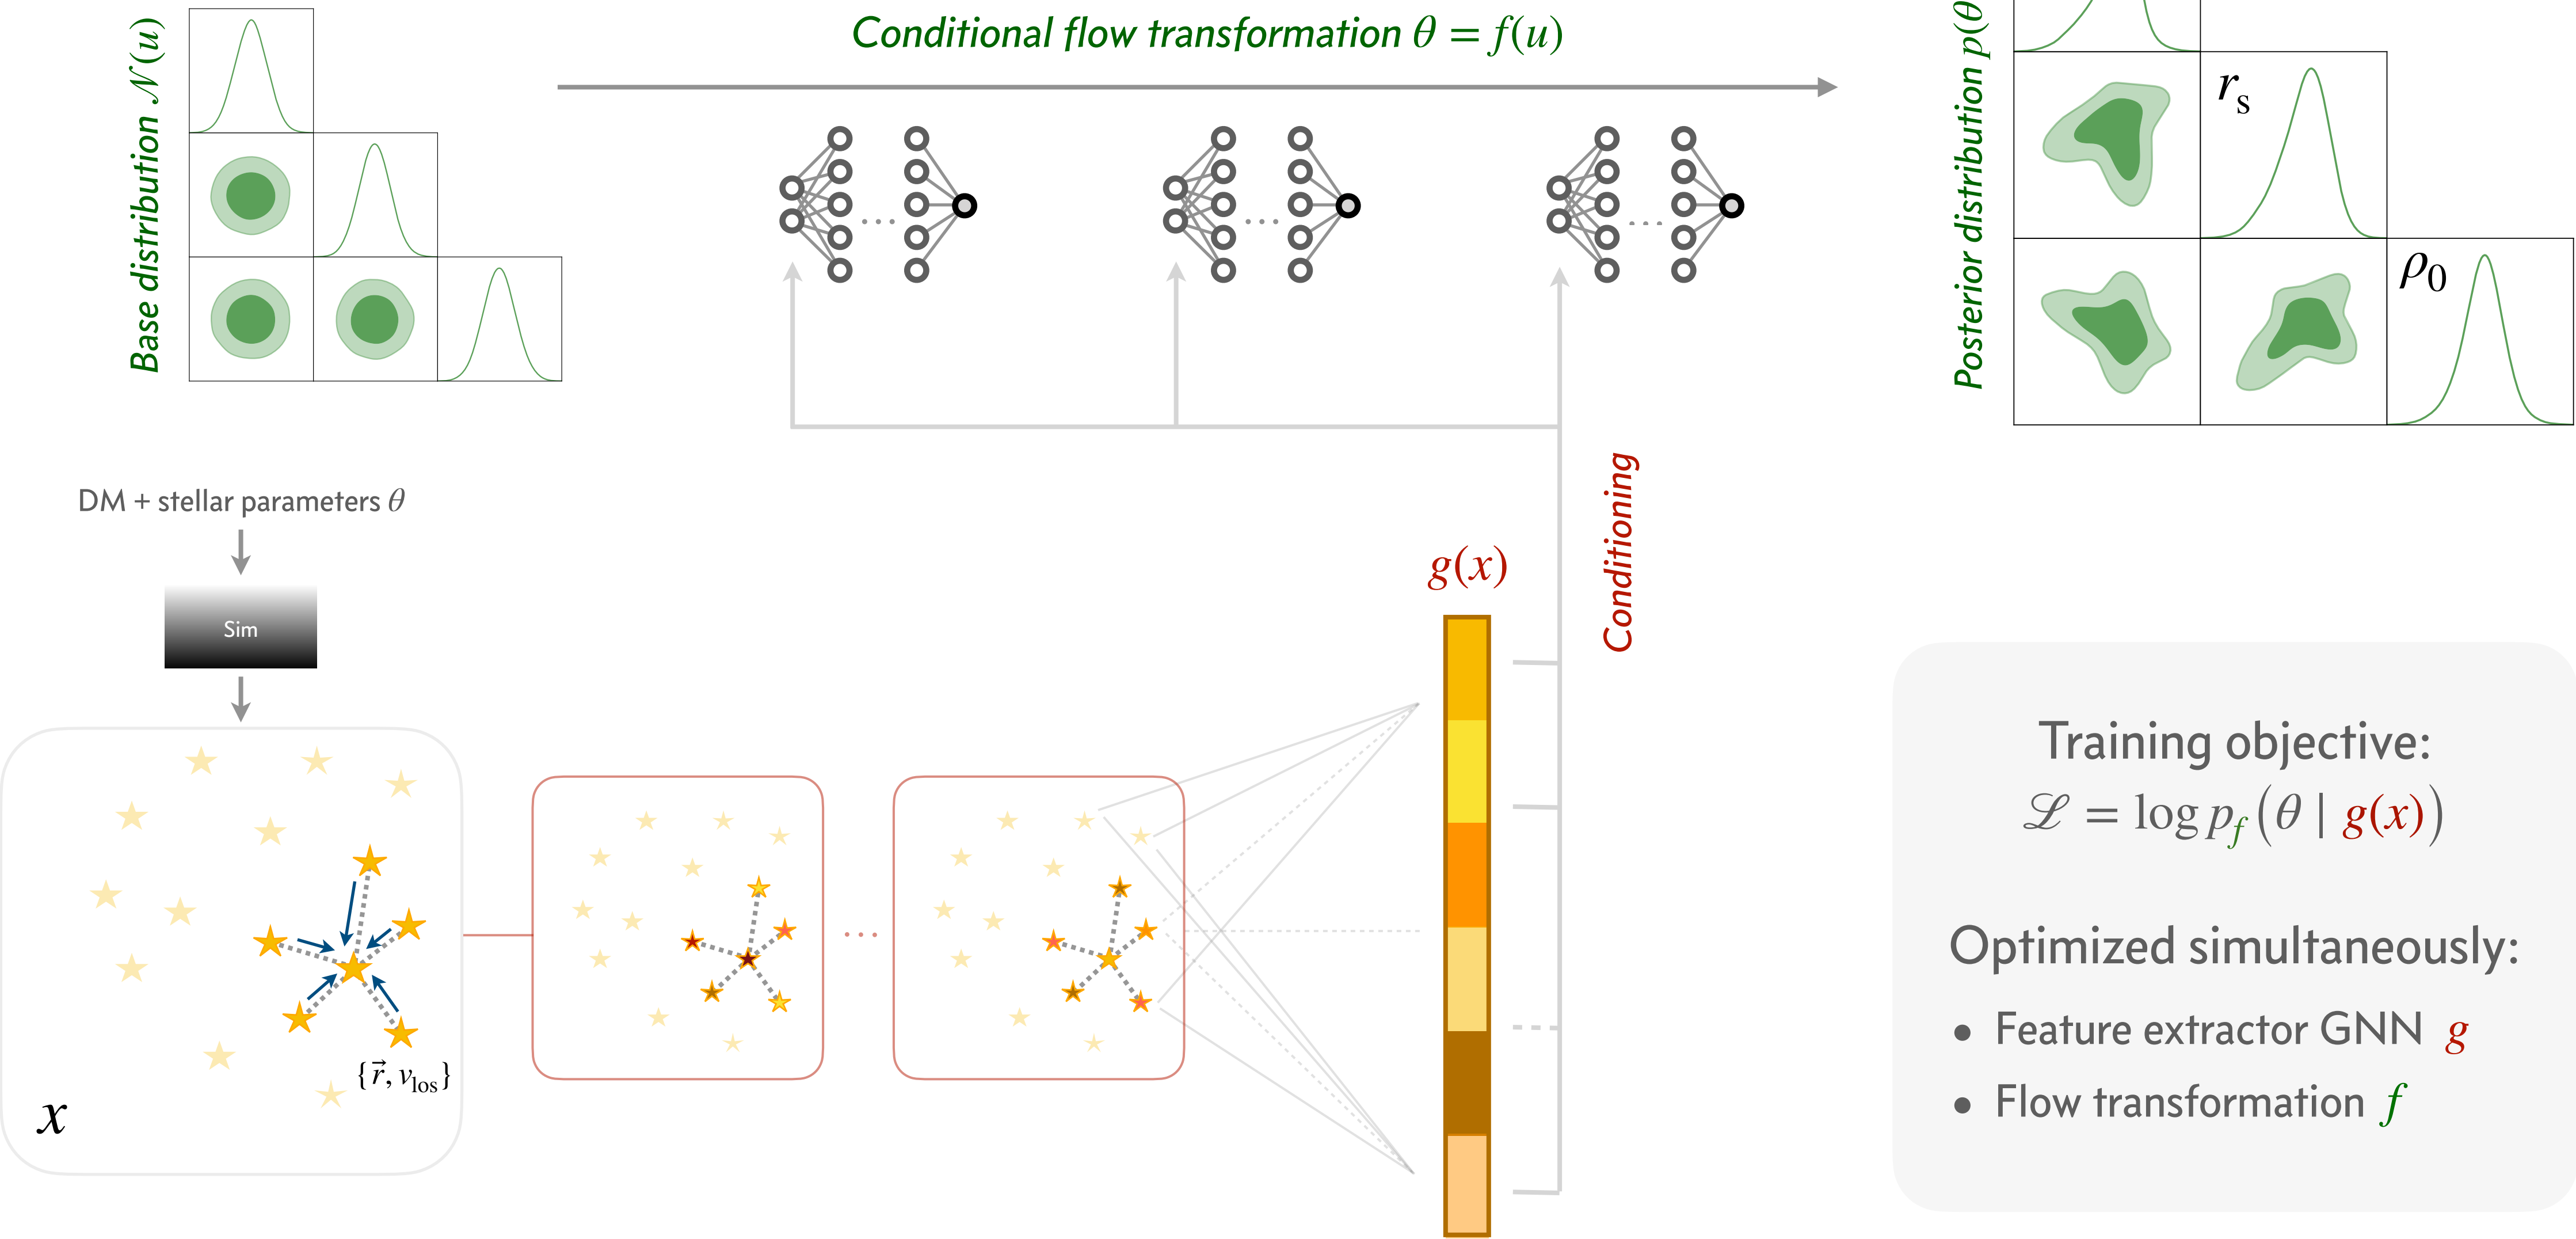 Conditional flow transformation θ = f(u)
Base distribution 𝒩(u)
Posterior distribution p(θ
r_s
ρ_0
DM + stellar parameters θ
Sim
Conditioning
g(x)
{r⃗, v_los}
x
...
Training objective:
ℒ = log p_f (θ | g(x))
Optimized simultaneously:
• Feature extractor GNN g
• Flow transformation f